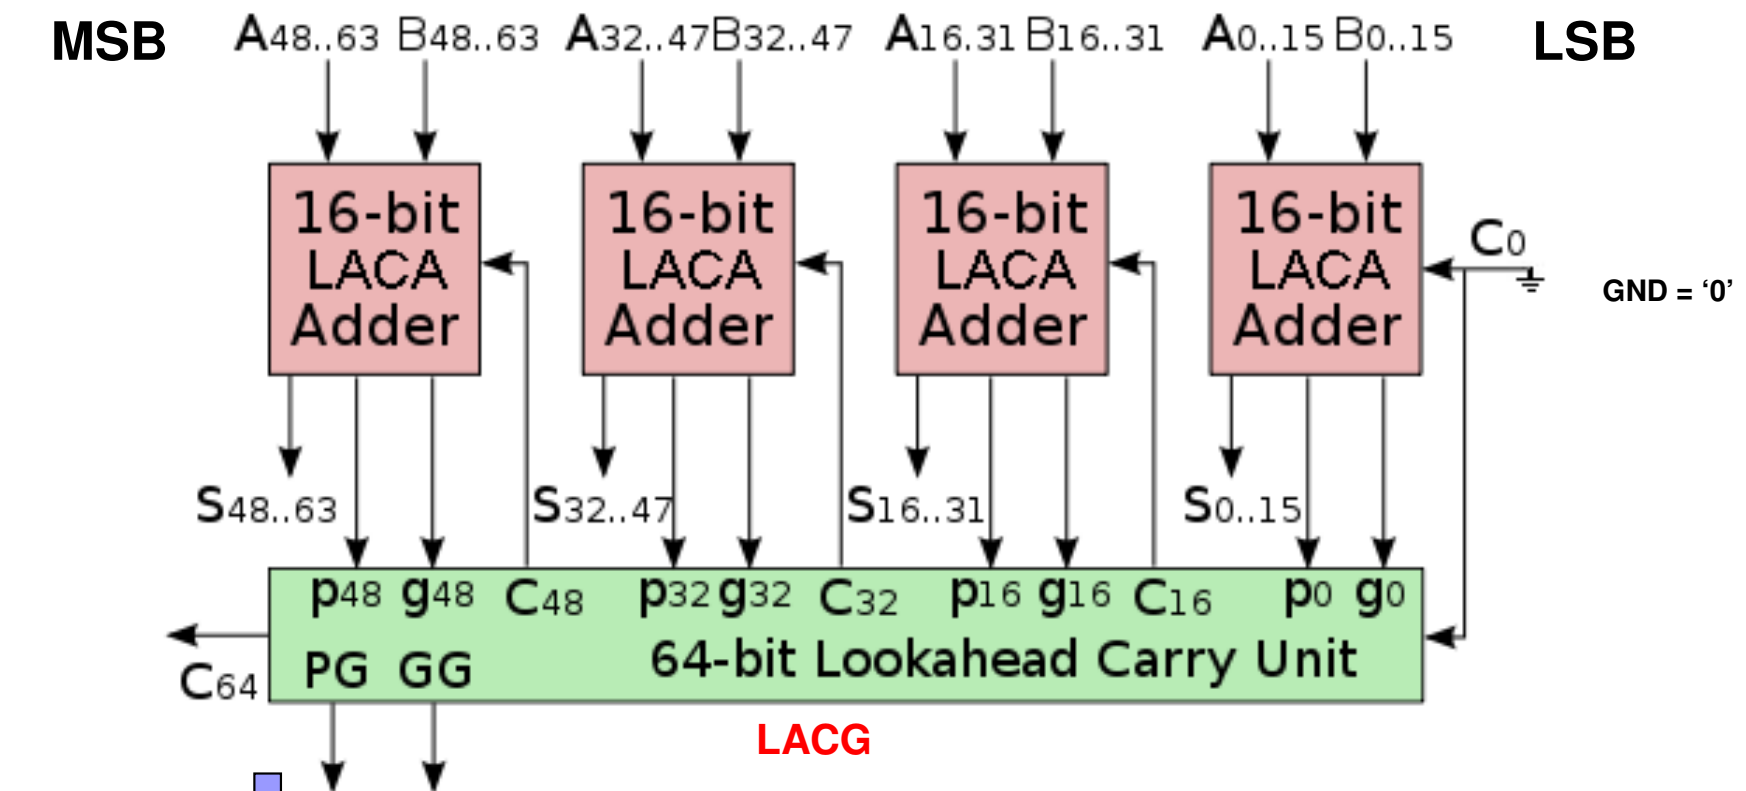 MSB A48..63 B48..63 A32..47 B32..47 A16.31 B16..31 A0..15 B0..15 LSB
16-bit LACA Adder
16-bit LACA Adder
16-bit LACA Adder
16-bit LACA Adder
C0
GND = ‘0’
S48..63 S32..47 S16..31 S0..15
p48 g48 C48 p32 g32 C32 p16 g16 C16 p0 g0
C64 PG GG 64-bit Lookahead Carry Unit
LACG